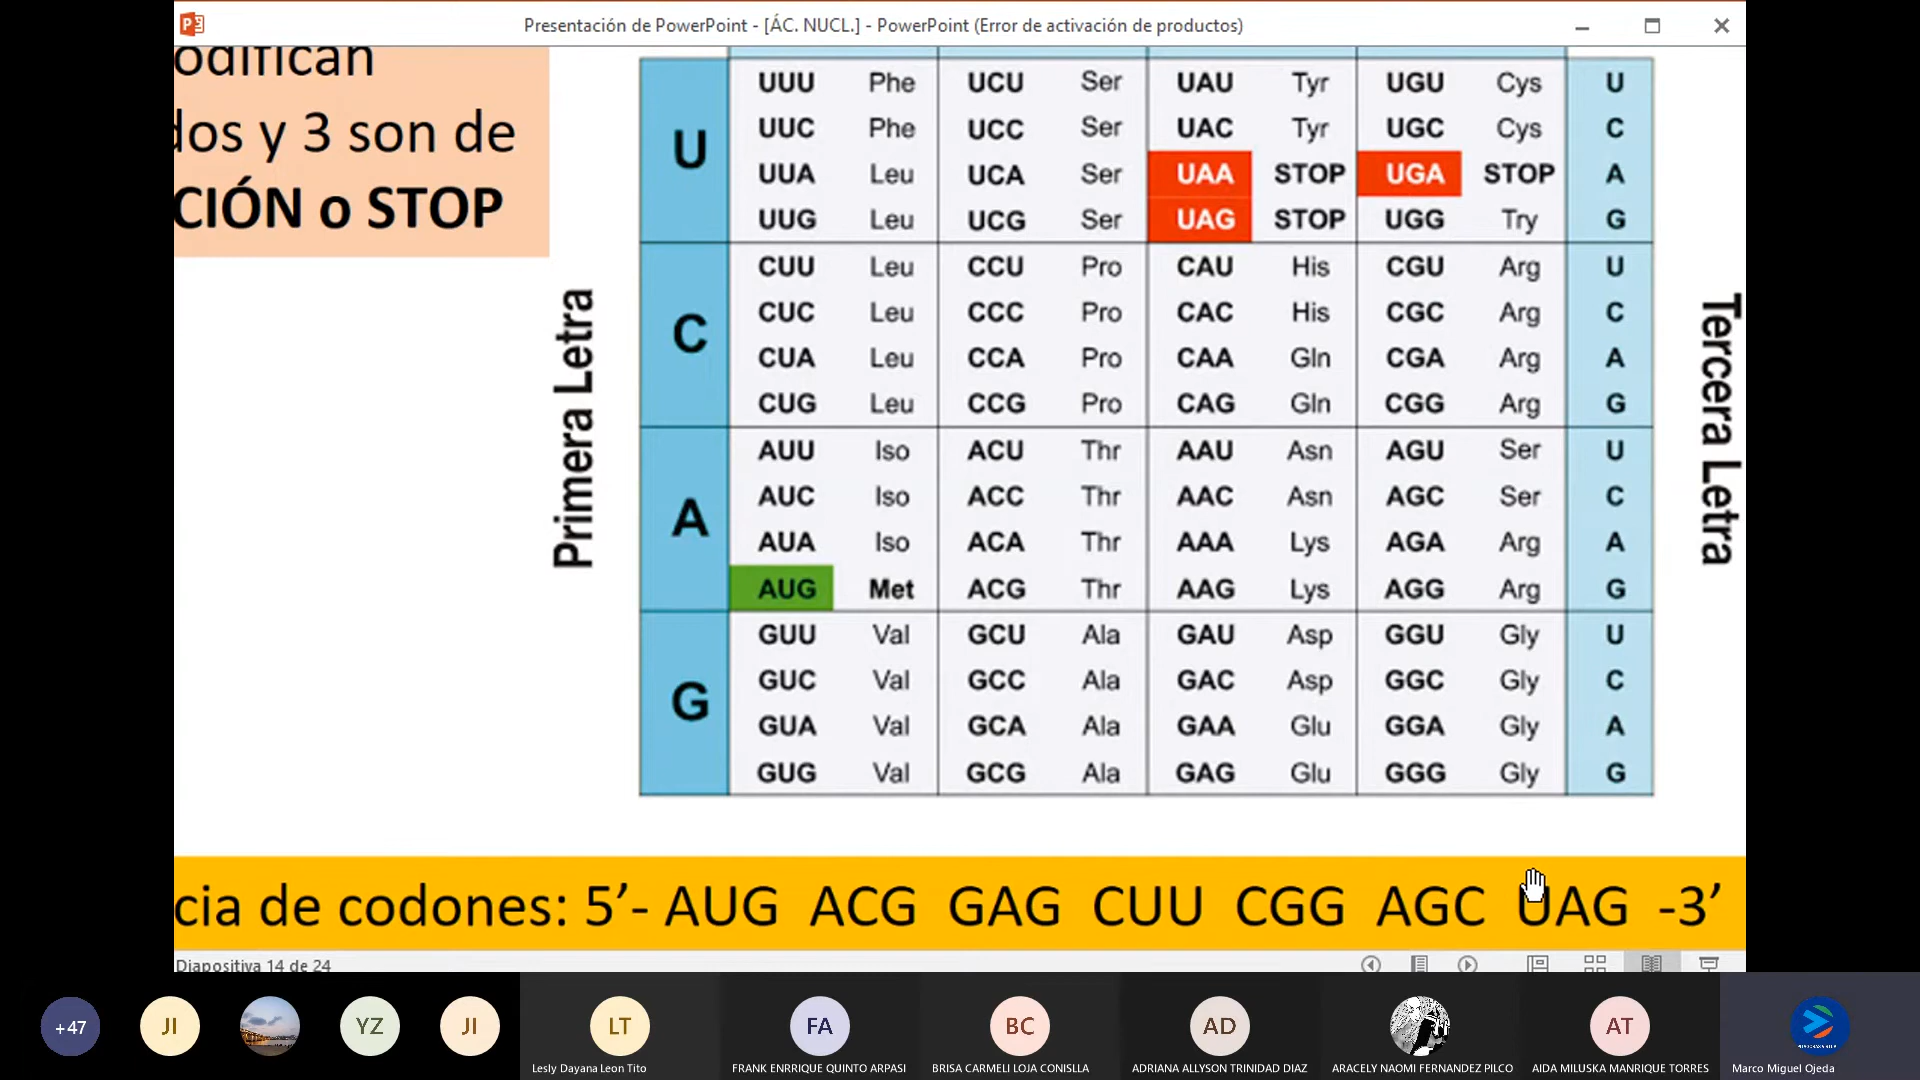 Presentación de PowerPoint - [ÁC. NUCL.] - PowerPoint (Error de activación de productos)
odifican
dos y 3 son de
CIÓN o STOP
Primera Letra
Tercera Letra
U
UUU Phe UCU Ser UAU Tyr UGU Cys U
UUC Phe UCC Ser UAC Tyr UGC Cys C
UUA Leu UCA Ser UAA STOP UGA STOP A
UUG Leu UCG Ser UAG STOP UGG Try G
C
CUU Leu CCU Pro CAU His CGU Arg U
CUC Leu CCC Pro CAC His CGC Arg C
CUA Leu CCA Pro CAA Gln CGA Arg A
CUG Leu CCG Pro CAG Gln CGG Arg G
A
AUU Iso ACU Thr AAU Asn AGU Ser U
AUC Iso ACC Thr AAC Asn AGC Ser C
AUA Iso ACA Thr AAA Lys AGA Arg A
AUG Met ACG Thr AAG Lys AGG Arg G
G
GUU Val GCU Ala GAU Asp GGU Gly U
GUC Val GCC Ala GAC Asp GGC Gly C
GUA Val GCA Ala GAA Glu GGA Gly A
GUG Val GCG Ala GAG Glu GGG Gly G
cia de codones: 5’- AUG ACG GAG CUU CGG AGC UAG -3’
Diapositiva 14 de 24
+47 JI YZ JI LT FA BC AD AT
Lesly Dayana Leon Tito
FRANK ENRRIQUE QUINTO ARPASI
BRISA CARMELI LOJA CONISLLA
ADRIANA ALLYSON TRINIDAD DIAZ
ARACELY NAOMI FERNANDEZ PILCO
AIDA MILUSKA MANRIQUE TORRES
Marco Miguel Ojeda